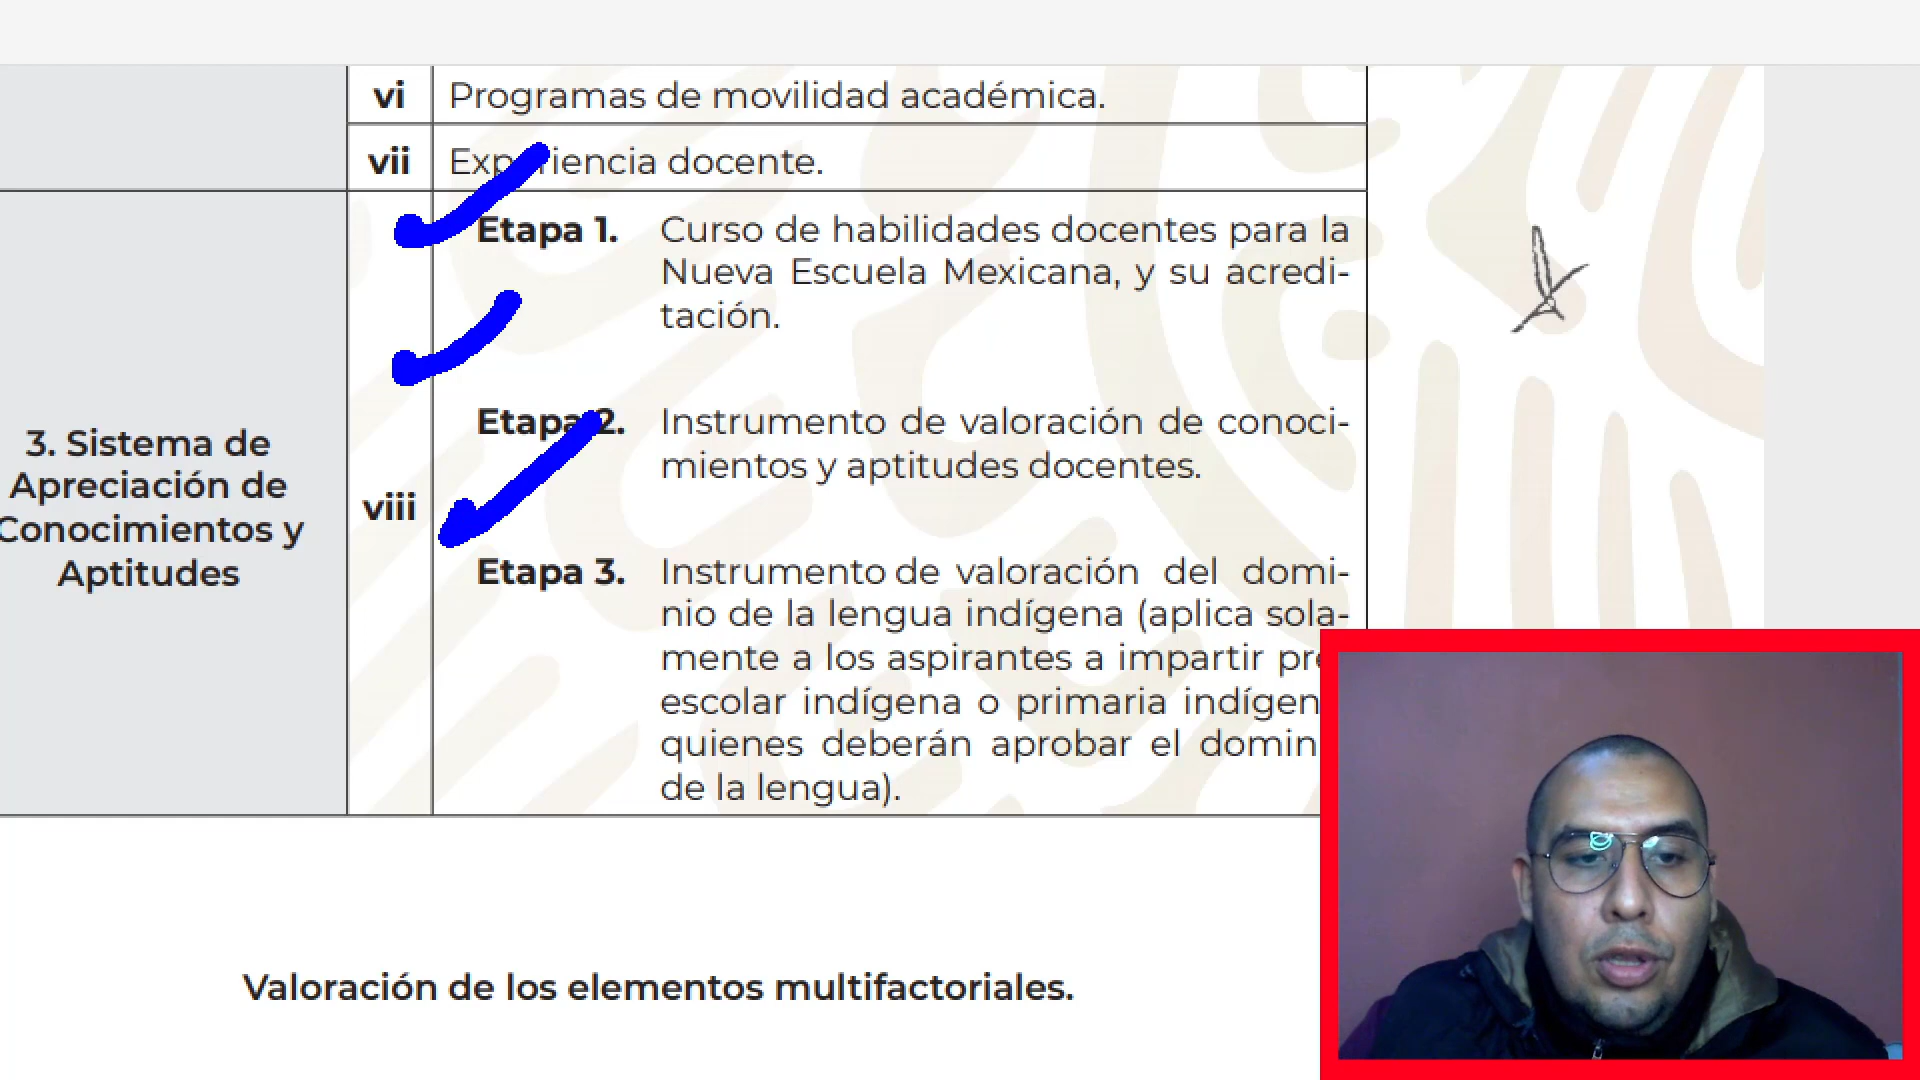 vi Programas de movilidad académica.
vii Experiencia docente.
3. Sistema de
Apreciación de
Conocimientos y
Aptitudes
viii
Etapa 1. Curso de habilidades docentes para la
Nueva Escuela Mexicana, y su acredi-
tación.
Etapa 2. Instrumento de valoración de conoci-
mientos y aptitudes docentes.
Etapa 3. Instrumento de valoración del domi-
nio de la lengua indígena (aplica sola-
mente a los aspirantes a impartir pre
escolar indígena o primaria indígen
quienes deberán aprobar el domin
de la lengua).
Valoración de los elementos multifactoriales.